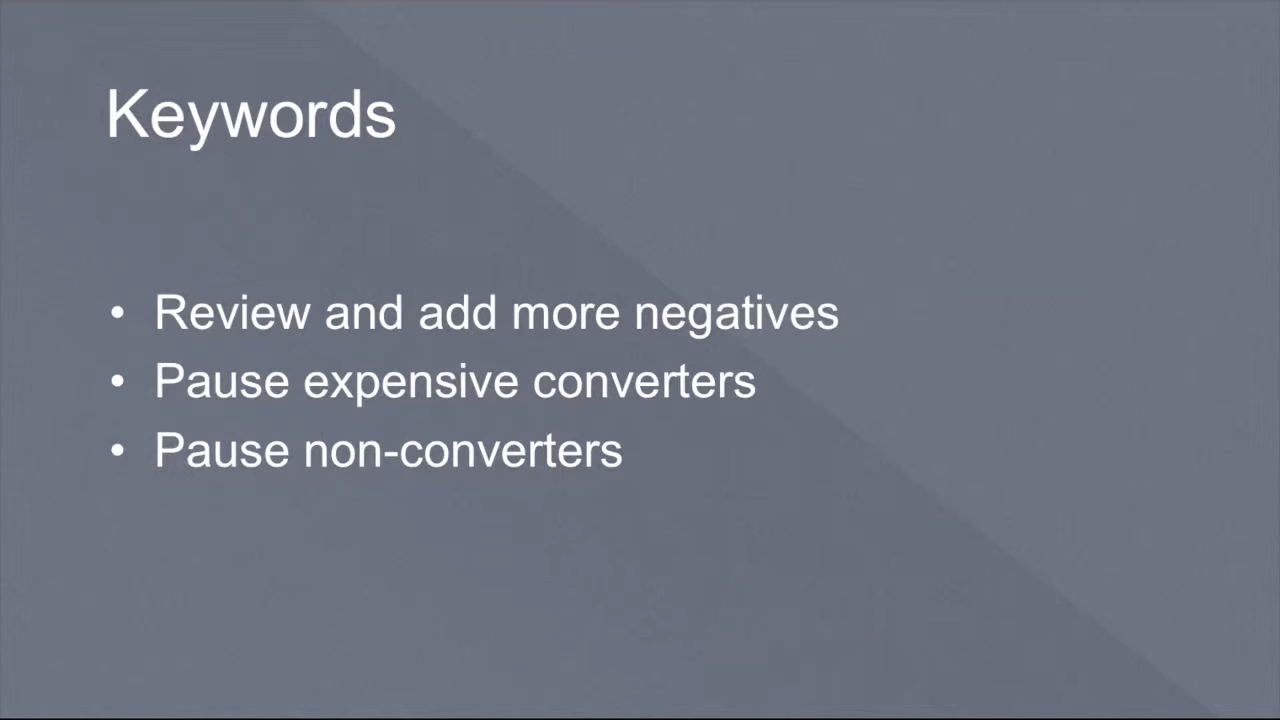 Keywords
• Review and add more negatives
• Pause expensive converters
• Pause non-converters